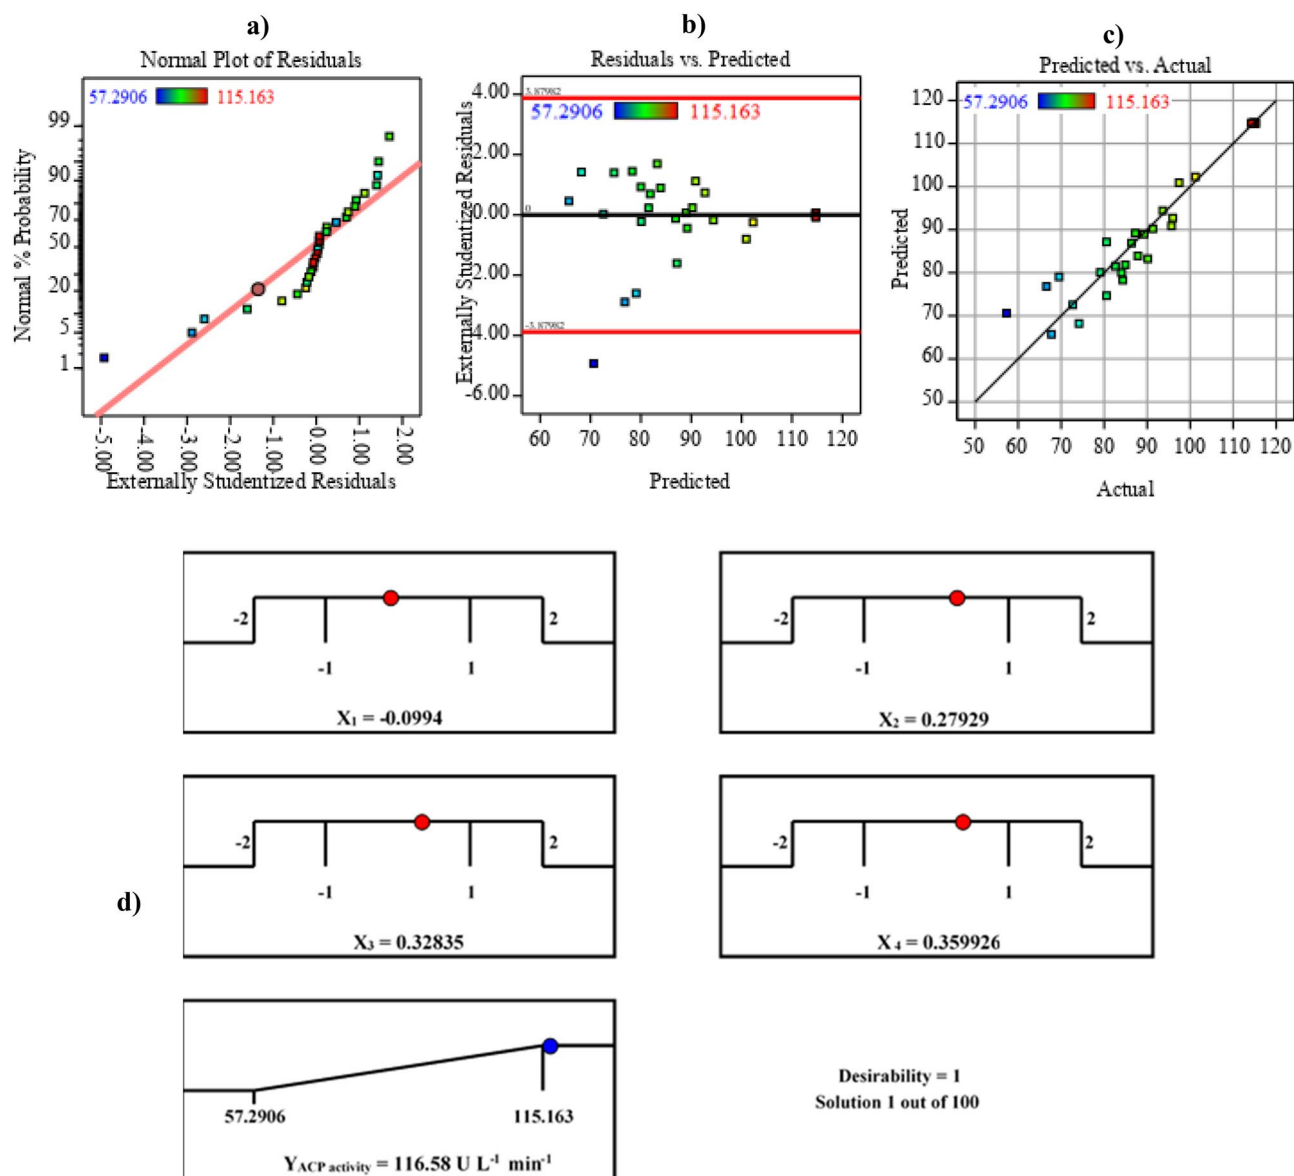 a)
Normal Plot of Residuals
57.2906 115.163
Normal % Probability
99
90
70
50
20
5
1
-5.00 -4.00 -3.00 -2.00 -1.00 -0.00 -1.00 -2.00
Externally Studentized Residuals
b)
Residuals vs. Predicted
3.87982
57.2906 115.163
Externally Studentized Residuals
4.00
2.00
0.00
0
-2.00
-4.00
-3.87982
-6.00
60 70 80 90 100 110 120
Predicted
c)
Predicted vs. Actual
57.2906 115.163
Predicted
120
110
100
90
80
70
60
50
50 60 70 80 90 100 110 120
Actual
d)
-2 2
-1 1
X1 = -0.0994
-2 2
-1 1
X2 = 0.27929
-2 2
-1 1
X3 = 0.32835
-2 2
-1 1
X 4 = 0.359926
57.2906 115.163
YACP activity = 116.58 U L-1 min-1
Desirability = 1
Solution 1 out of 100